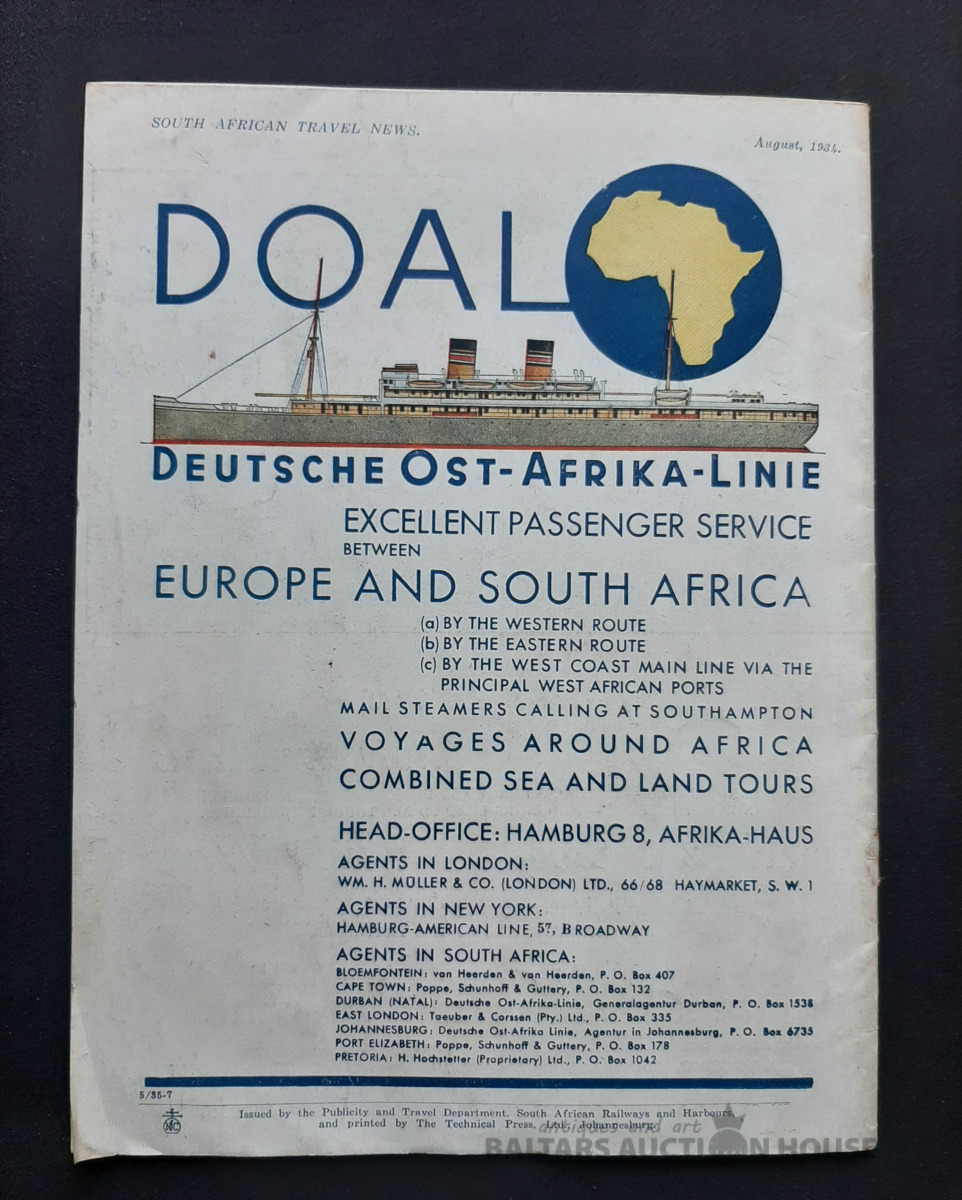 SOUTH AFRICAN TRAVEL NEWS.
August, 1934.
DOAL
DEUTSCHE OST-AFRIKA-LINIE
EXCELLENT PASSENGER SERVICE
BETWEEN
EUROPE AND SOUTH AFRICA
(a) BY THE WESTERN ROUTE
(b) BY THE EASTERN ROUTE
(c) BY THE WEST COAST MAIN LINE VIA THE
PRINCIPAL WEST AFRICAN PORTS
MAIL STEAMERS CALLING AT SOUTHAMPTON
VOYAGES AROUND AFRICA
COMBINED SEA AND LAND TOURS
HEAD-OFFICE: HAMBURG 8, AFRIKA-HAUS
AGENTS IN LONDON:
WM. H. MÜLLER & CO. (LONDON) LTD., 66/68 HAYMARKET, S. W. 1
AGENTS IN NEW YORK:
HAMBURG-AMERICAN LINE, 57, BROADWAY
AGENTS IN SOUTH AFRICA:
BLOEMFONTEIN: van Heerden & van Heerden, P. O. Box 407
CAPE TOWN: Poppe, Schunhoff & Guttery, P. O. Box 132
DURBAN (NATAL): Deutsche Ost-Afrika-Linie, Generalagentur Durban, P. O. Box 1538
EAST LONDON: Taeuber & Corssen (Pty.) Ltd., P. O. Box 335
JOHANNESBURG: Deutsche Ost-Afrika Linie, Agentur in Johannesburg, P. O. Box 6735
PORT ELIZABETH: Poppe, Schunhoff & Guttery, P. O. Box 178
PRETORIA: H. Hochstetter (Proprietary) Ltd., P. O. Box 1042
5/35-7
Issued by the Publicity and Travel Department, South African Railways and Harbours,
and printed by The Technical Press, Ltd., Johannesburg.
antiques and art
BALTARS AUCTION HOUSE